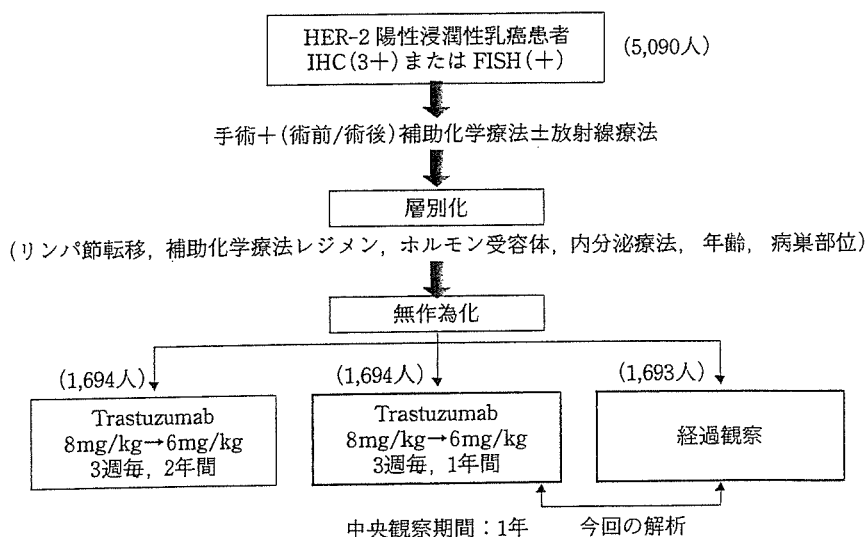 HER-2 陽性浸潤性乳癌患者
IHC(3+)または FISH(+)
(5,090人)
手術+(術前/術後)補助化学療法±放射線療法
層別化
(リンパ節転移, 補助化学療法レジメン, ホルモン受容体, 内分泌療法, 年齢, 病巣部位)
無作為化
(1,694人)
(1,694人)
(1,693人)
Trastuzumab
8mg/kg→6mg/kg
3週毎, 2年間
Trastuzumab
8mg/kg→6mg/kg
3週毎, 1年間
経過観察
中央観察期間:1年
今回の解析